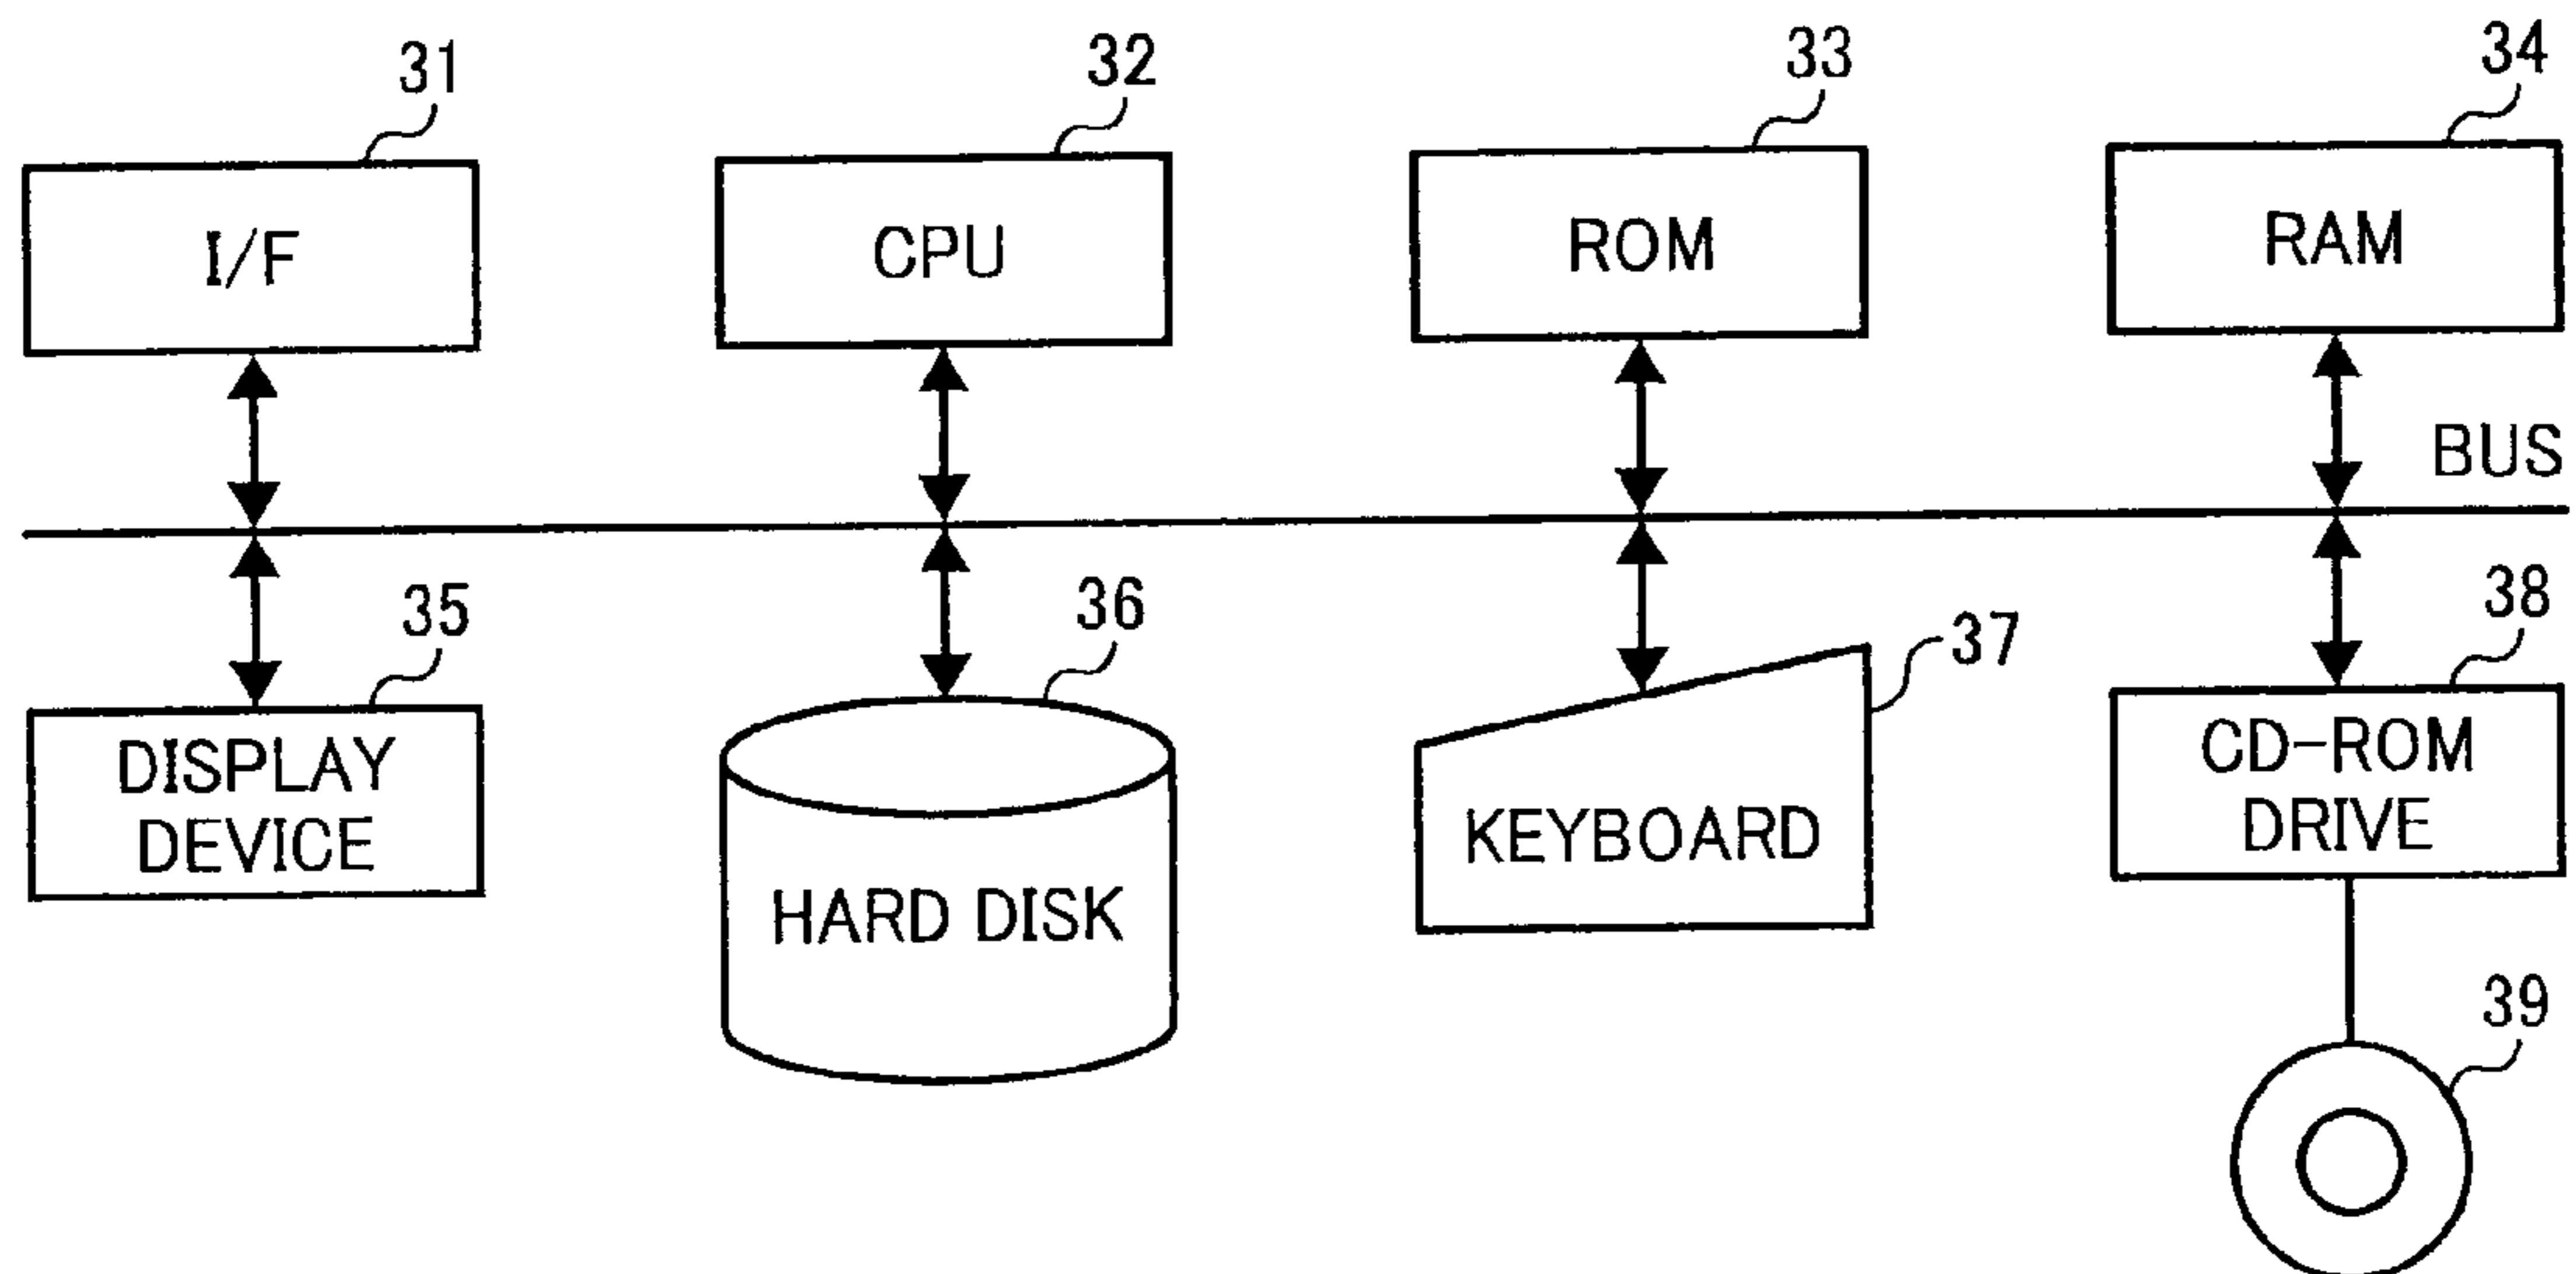 31
32
33
34
I/F
CPU
ROM
RAM
BUS
35
36
37
38
DISPLAY
DEVICE
HARD DISK
KEYBOARD
CD-ROM
DRIVE
39